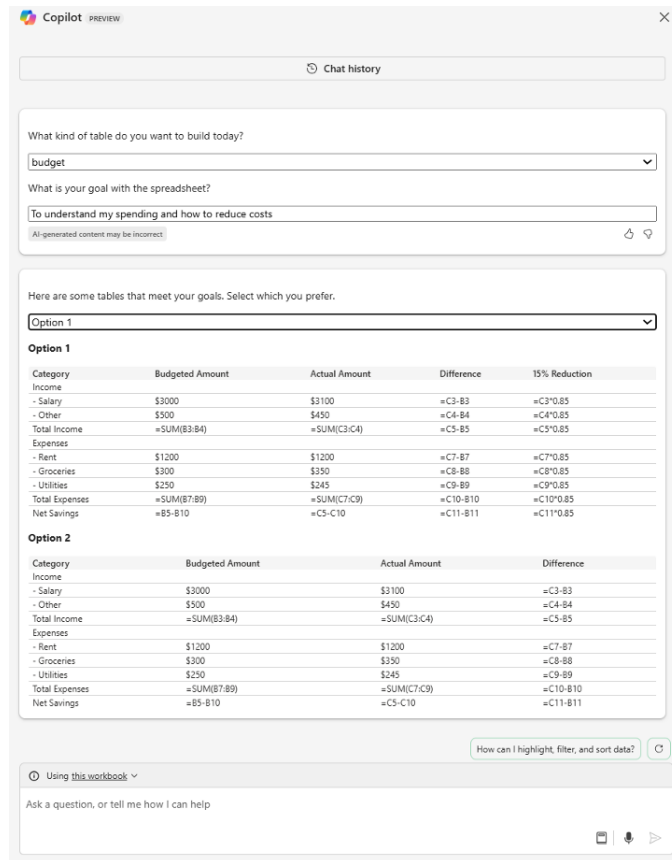 Copilot PREVIEW
Chat history
What kind of table do you want to build today?
budget
What is your goal with the spreadsheet?
To understand my spending and how to reduce costs
AI-generated content may be incorrect
Here are some tables that meet your goals. Select which you prefer.
Option 1
Option 1
Category Budgeted Amount Actual Amount Difference 15% Reduction
Income
- Salary $3000 $3100 =C3-B3 =C3*0.85
- Other $500 $450 =C4-B4 =C4*0.85
Total Income =SUM(B3:B4) =SUM(C3:C4) =C5-B5 =C5*0.85
Expenses
- Rent $1200 $1200 =C7-B7 =C7*0.85
- Groceries $300 $350 =C8-B8 =C8*0.85
- Utilities $250 $245 =C9-B9 =C9*0.85
Total Expenses =SUM(B7:B9) =SUM(C7:C9) =C10-B10 =C10*0.85
Net Savings =B5-B10 =C5-C10 =C11-B11 =C11*0.85
Option 2
Category Budgeted Amount Actual Amount Difference
Income
- Salary $3000 $3100 =C3-B3
- Other $500 $450 =C4-B4
Total Income =SUM(B3:B4) =SUM(C3:C4) =C5-B5
Expenses
- Rent $1200 $1200 =C7-B7
- Groceries $300 $350 =C8-B8
- Utilities $250 $245 =C9-B9
Total Expenses =SUM(B7:B9) =SUM(C7:C9) =C10-B10
Net Savings =B5-B10 =C5-C10 =C11-B11
How can I highlight, filter, and sort data?
Using this workbook
Ask a question, or tell me how I can help